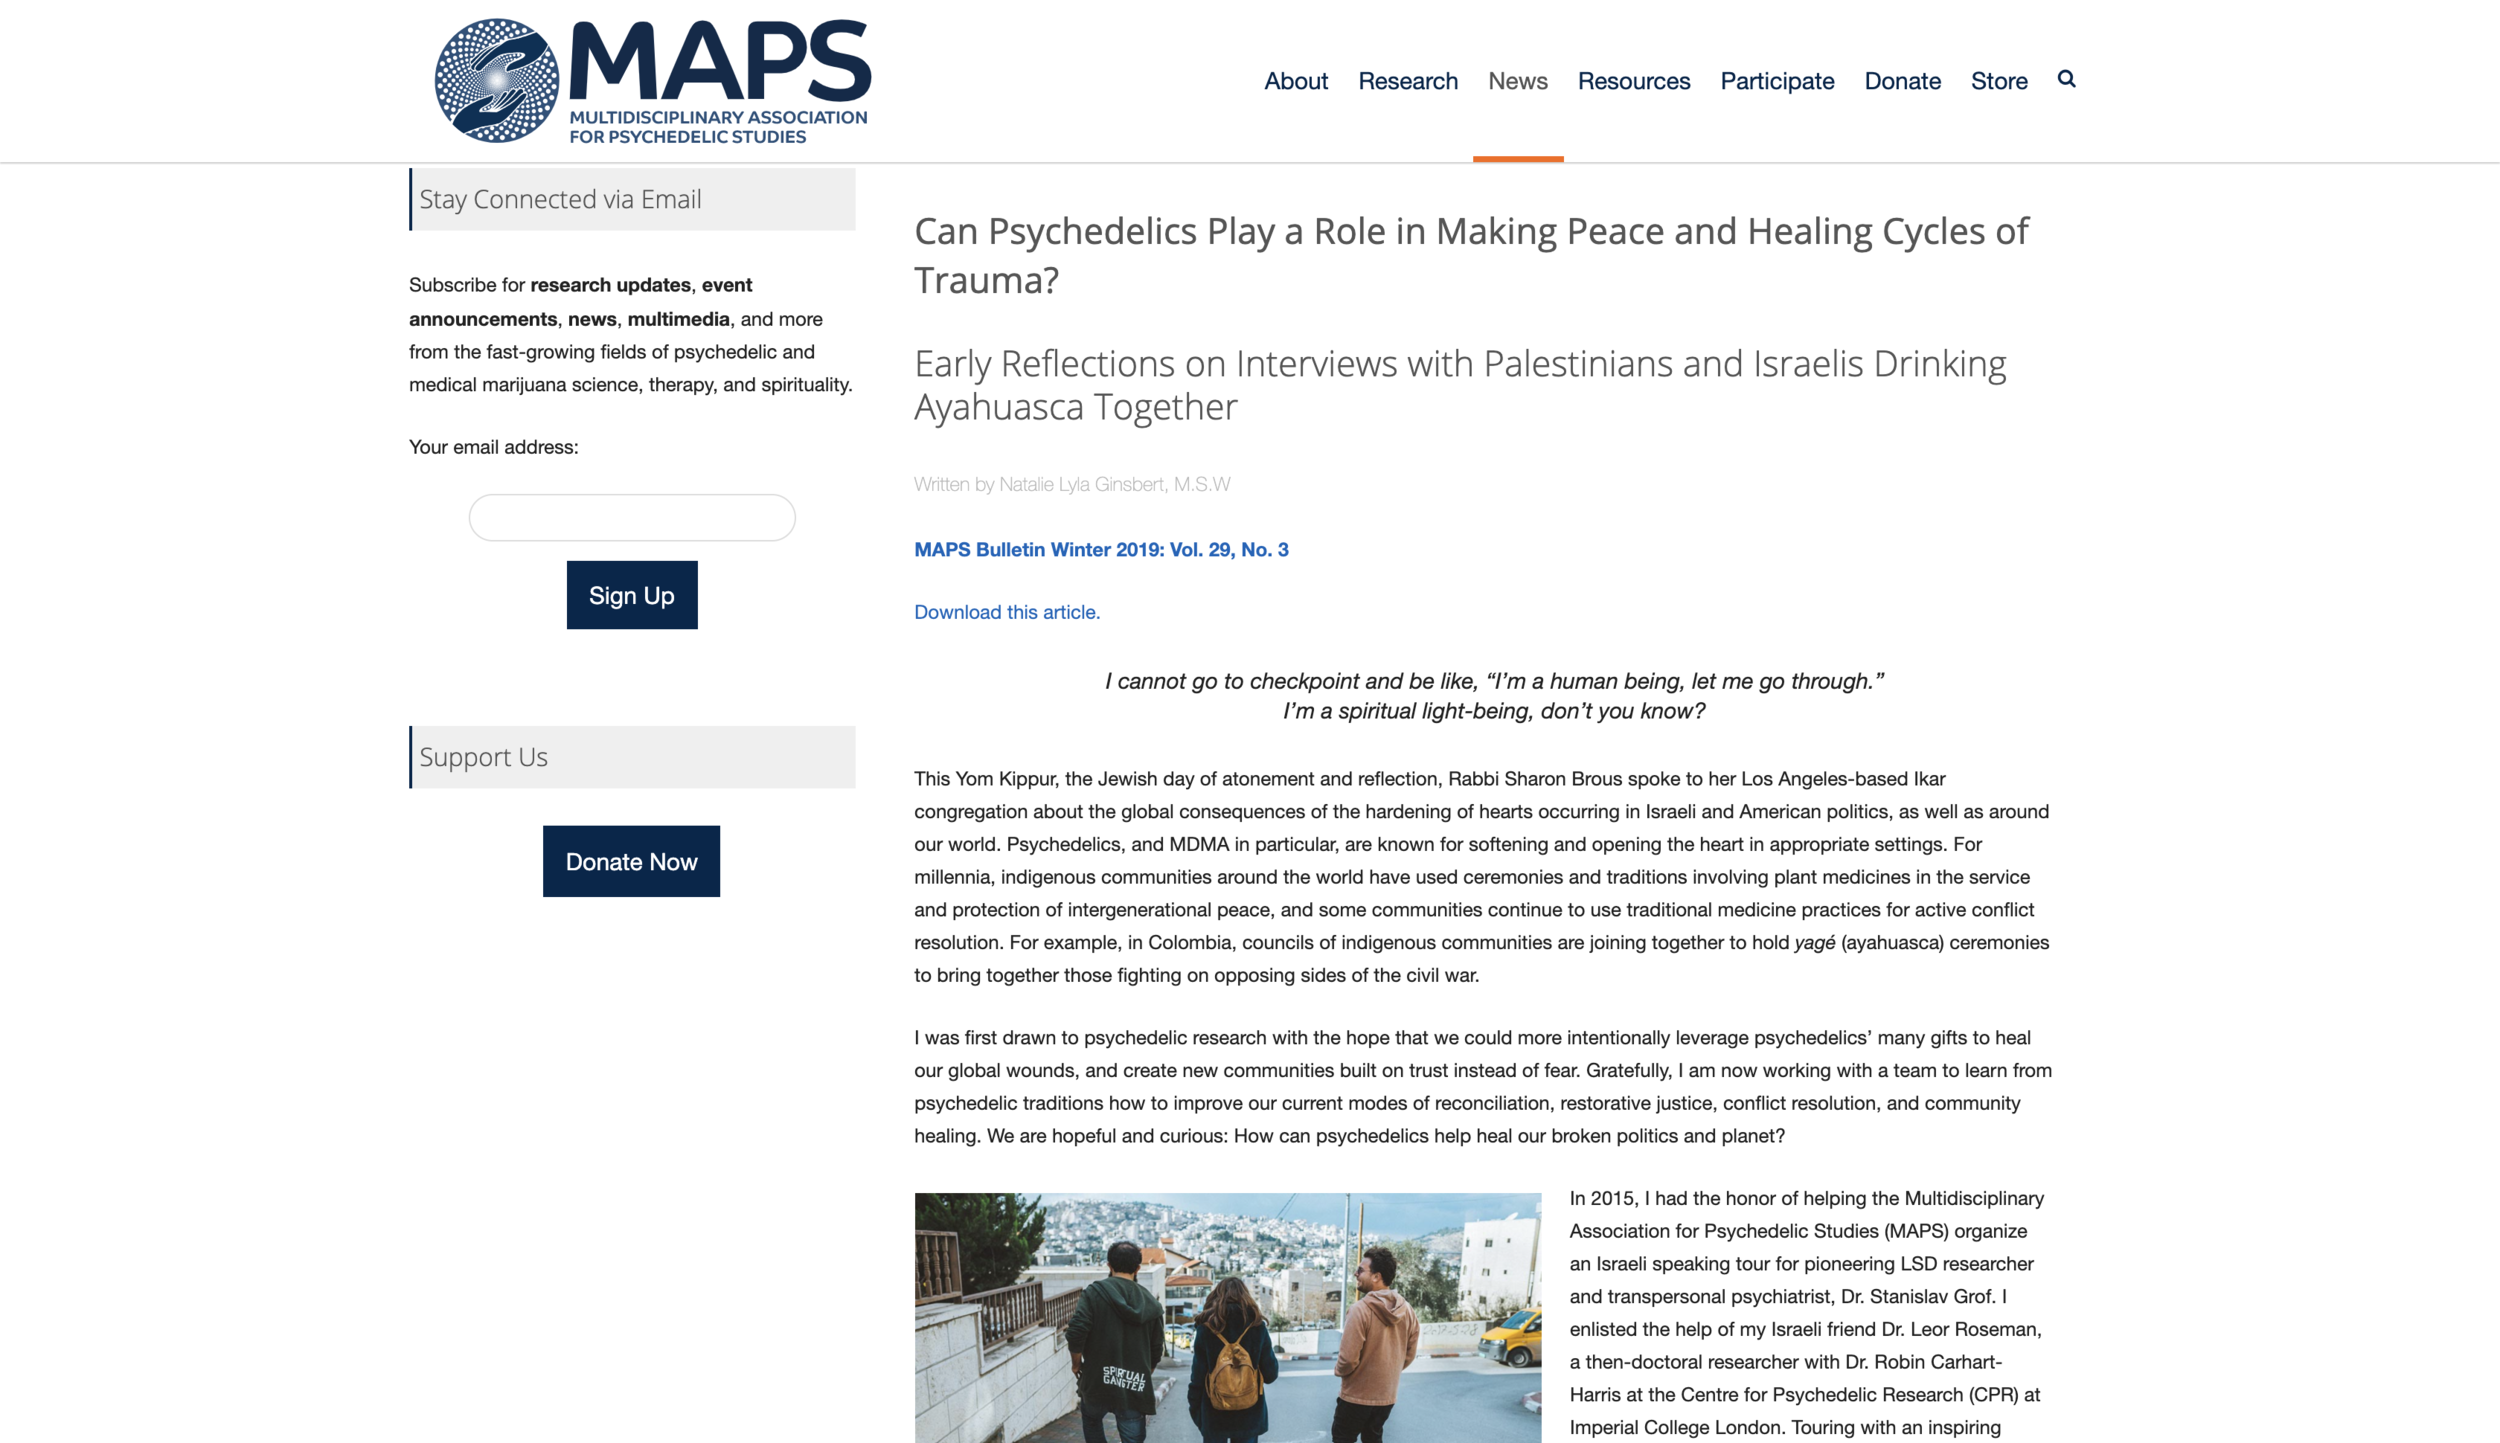 MAPS
MULTIDISCIPLINARY ASSOCIATION
FOR PSYCHEDELIC STUDIES
About Research News Resources Participate Donate Store
Stay Connected via Email
Subscribe for research updates, event
announcements, news, multimedia, and more
from the fast-growing fields of psychedelic and
medical marijuana science, therapy, and spirituality.
Your email address:
Sign Up
Support Us
Donate Now
Can Psychedelics Play a Role in Making Peace and Healing Cycles of
Trauma?
Early Reflections on Interviews with Palestinians and Israelis Drinking
Ayahuasca Together
Written by Natalie Lyla Ginsbert, M.S.W
MAPS Bulletin Winter 2019: Vol. 29, No. 3
Download this article.
I cannot go to checkpoint and be like, “I’m a human being, let me go through.”
I’m a spiritual light-being, don’t you know?
This Yom Kippur, the Jewish day of atonement and reflection, Rabbi Sharon Brous spoke to her Los Angeles-based Ikar
congregation about the global consequences of the hardening of hearts occurring in Israeli and American politics, as well as around
our world. Psychedelics, and MDMA in particular, are known for softening and opening the heart in appropriate settings. For
millennia, indigenous communities around the world have used ceremonies and traditions involving plant medicines in the service
and protection of intergenerational peace, and some communities continue to use traditional medicine practices for active conflict
resolution. For example, in Colombia, councils of indigenous communities are joining together to hold yagé (ayahuasca) ceremonies
to bring together those fighting on opposing sides of the civil war.
I was first drawn to psychedelic research with the hope that we could more intentionally leverage psychedelics’ many gifts to heal
our global wounds, and create new communities built on trust instead of fear. Gratefully, I am now working with a team to learn from
psychedelic traditions how to improve our current modes of reconciliation, restorative justice, conflict resolution, and community
healing. We are hopeful and curious: How can psychedelics help heal our broken politics and planet?
SPIRITUAL
GANGSTER
In 2015, I had the honor of helping the Multidisciplinary
Association for Psychedelic Studies (MAPS) organize
an Israeli speaking tour for pioneering LSD researcher
and transpersonal psychiatrist, Dr. Stanislav Grof. I
enlisted the help of my Israeli friend Dr. Leor Roseman,
a then-doctoral researcher with Dr. Robin Carhart-
Harris at the Centre for Psychedelic Research (CPR) at
Imperial College London. Touring with an inspiring